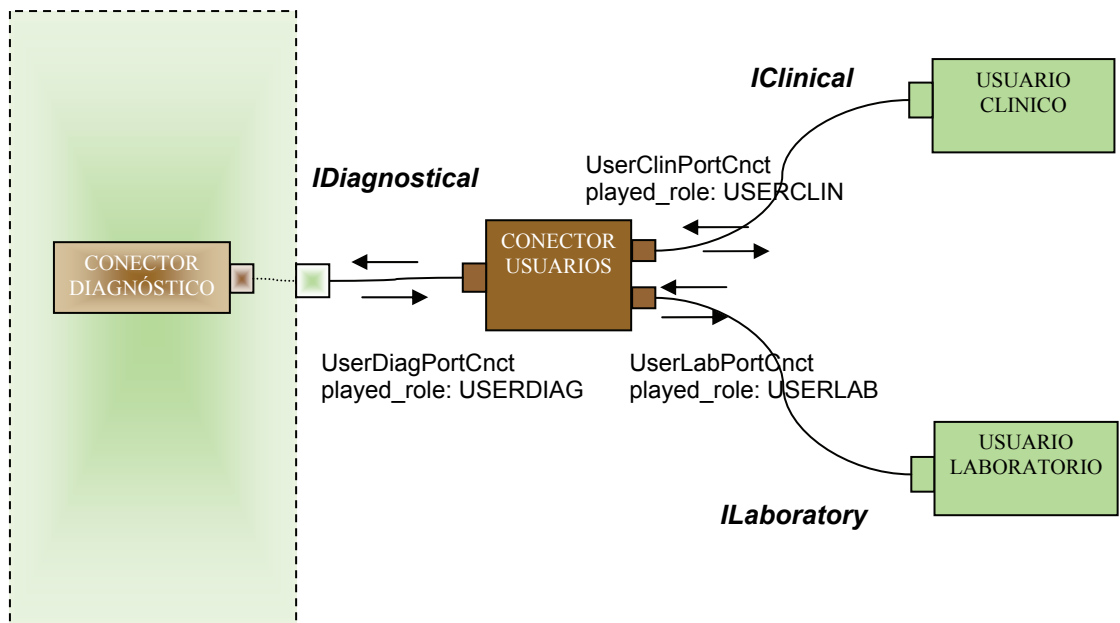 IClinical
USUARIO
CLINICO
UserClinPortCnct
played_role: USERCLIN
IDiagnostical
CONECTOR
DIAGNÓSTICO
CONECTOR
USUARIOS
UserDiagPortCnct
played_role: USERDIAG
UserLabPortCnct
played_role: USERLAB
USUARIO
LABORATORIO
ILaboratory